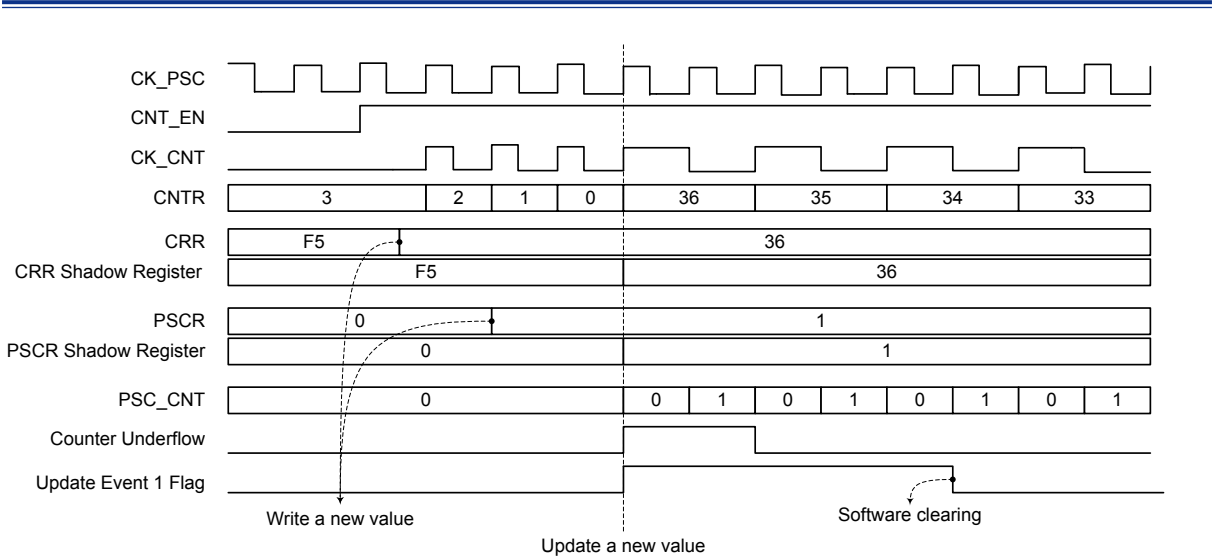 CK_PSC
CNT_EN
CK_CNT
CNTR 3 2 1 0 36 35 34 33
CRR F5 36
CRR Shadow Register F5 36
PSCR 0 1
PSCR Shadow Register 0 1
PSC_CNT 0 0 1 0 1 0 1 0 1
Counter Underflow
Update Event 1 Flag
Write a new value Software clearing
Update a new value